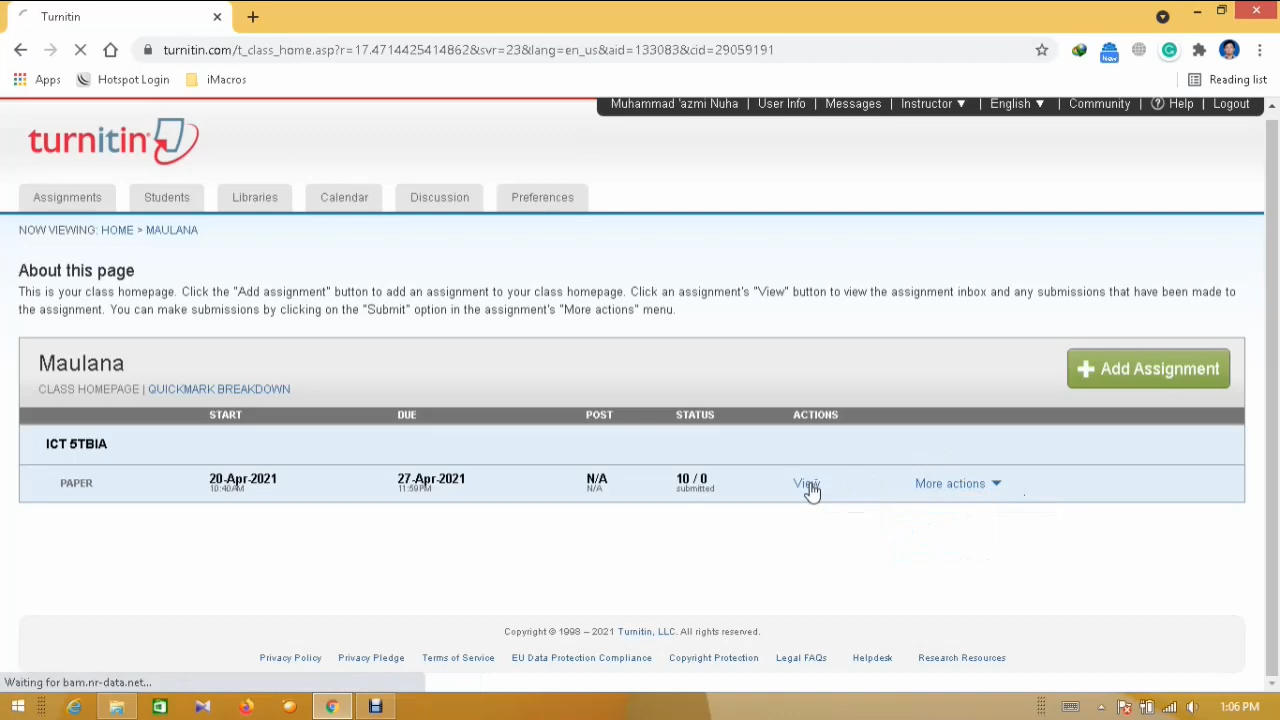 Turnitin
turnitin.com/t_class_home.asp?r=17.4714425414862&svr=23&lang=en_us&aid=133083&cid=29059191
New
Apps Hotspot Login iMacros Reading list
Muhammad 'azmi Nuha | User Info | Messages | Instructor ▼ | English ▼ | Community | ? Help | Logout
turnitin
Assignments Students Libraries Calendar Discussion Preferences
NOW VIEWING: HOME > MAULANA
About this page
This is your class homepage. Click the "Add assignment" button to add an assignment to your class homepage. Click an assignment's "View" button to view the assignment inbox and any submissions that have been made to
the assignment. You can make submissions by clicking on the "Submit" option in the assignment's "More actions" menu.
Maulana
+ Add Assignment
CLASS HOMEPAGE | QUICKMARK BREAKDOWN
START DUE POST STATUS ACTIONS
ICT 5TBIA
PAPER 20-Apr-2021 27-Apr-2021 N/A 10 / 0 View More actions ▼
10:40AM 11:59PM N/A submitted
Copyright © 1998 – 2021 Turnitin, LLC. All rights reserved.
Privacy Policy Privacy Pledge Terms of Service EU Data Protection Compliance Copyright Protection Legal FAQs Helpdesk Research Resources
Waiting for bam.nr-data.net...
1:06 PM